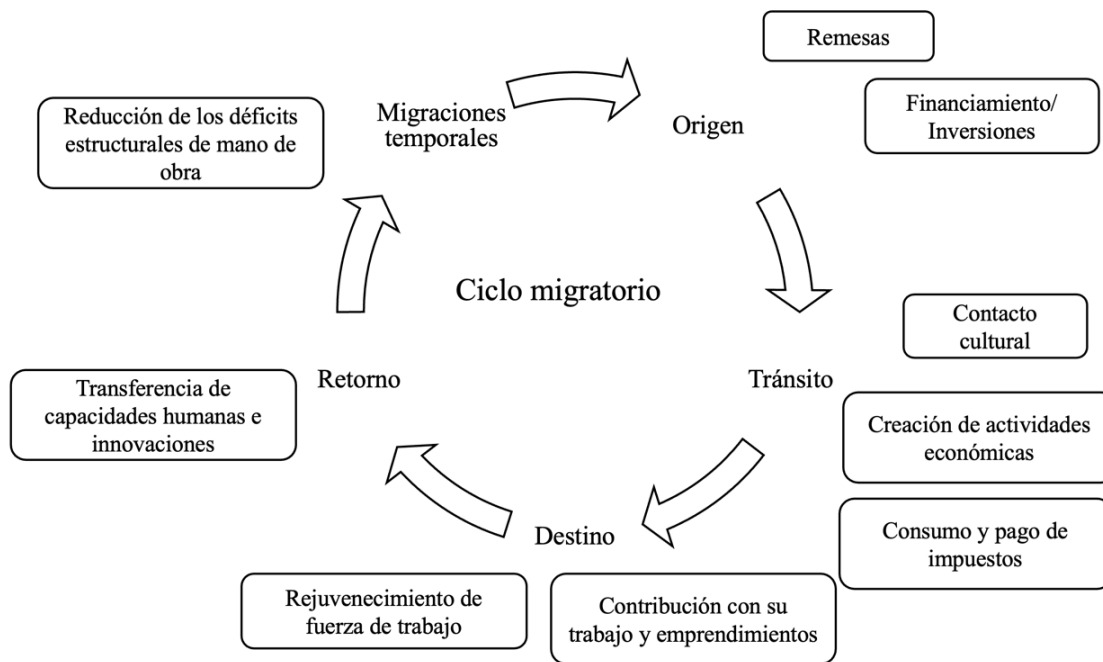 Remesas
Financiamiento/
Inversiones
Origen
Migraciones
temporales
Reducción de los déficits
estructurales de mano de
obra
Ciclo migratorio
Contacto
cultural
Tránsito
Creación de actividades
económicas
Consumo y pago de
impuestos
Retorno
Transferencia de
capacidades humanas e
innovaciones
Destino
Rejuvenecimiento de
fuerza de trabajo
Contribución con su
trabajo y emprendimientos